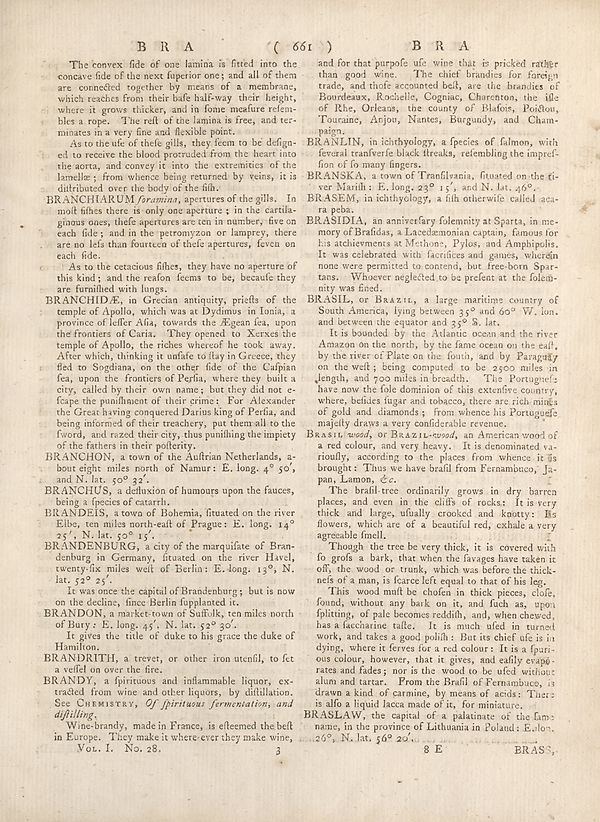 B R A ( 661 ) B R A
The convex ſide of one lamina is fitted into the
concave ſide of the next ſuperior one; and all of them
are connected together by means of a membrane,
which reaches from their baſe half-way their height,
where it grows thicker, and in ſome meaſure reſem-
bles a rope. The reſt of the lamina is free, and ter-
minates in a very fine and flexible point.
As to the uſe of theſe gills, they ſeem to be deſign-
ed to receive the blood protruded from the heart into
the aorta, and convey it into the extremities of the
lamellæ; from whence being returned by veins, it is
diſtributed over the body of the fiſh.
BRANCHIARUM foramina, apertures of the gills. In
moſt fiſhes there is only one aperture; in the cartila-
ginous ones, theſe apertures are ten in number, five on
each ſide; and in the petromyzon or lamprey, there
are no leſs than fourteen of theſe apertures, ſeven on
each ſide.
As to the cetacious fiſhes, they have no aperture of
this kind; and the reaſon ſeems to be, becauſe they
are furniſhed with lungs.
BRANCHIDÆ, in Grecian antiquity, prieſts of the
temple of Apollo, which was at Dydimus in Ionia, a
province of leſſer Aſia, towards the Ægean ſea, upon
the frontiers of Caria. They opened to Xerxes the
temple of Apollo, the riches whereof he took away.
After which, thinking it unſafe to ſtay in Greece, they
fled to Sogdiana, on the other ſide of the Caſpian
ſea, upon the frontiers of Perſia, where they built a
city, called by their own name; but they did not e-
ſcape the puniſhment of their crime: For Alexander
the Great having conquered Darius king of Perſia, and
being informed of their treachery, put them all to the
ſword, and razed their city, thus puniſhing the impiety
of the fathers in their poſterity.
BRANCHON, a town of the Auſtrian Netherlands, a-
bout eight miles north of Namur: E. long. 4° 50′,
and N. lat. 50° 32′.
BRANCHUS, a defluxion of humours upon the fauces,
being a ſpecies of catarrh.
BRANDEIS, a town of Bohemia, ſituated on the river
Elbe, ten miles north-eaſt of Prague: E. long. 14°
25′, N. lat. 50° 15′.
BRANDENBURG, a city of the marquiſate of Bran-
denburg in Germany, ſituated on the river Havel,
twenty-ſix miles weſt of Berlin: E. long. 13°, N.
lat. 52° 25′.
It was once the capital of Brandenburg; but is now
on the decline, ſince Berlin ſupplanted it.
BRANDON, a market-town of Suffolk, ten miles north
of Bury: E. long. 45′, N. lat. 52° 30′.
It gives the title of duke to his grace the duke of
Hamilton.
BRANDRITH, a trevet, or other iron utenſil, to ſet
a veſſel on over the fire.
BRANDY, a ſpirituous and inflammable liquor, ex-
tracted from wine and other liquors, by diſtillation.
See CHEMISTRY, Of ſpirituous fermentation, and
diſtilling.
Wine-brandy, made in France, is eſteemed the beſt
in Europe. They make it where-ever they make wine,
VOL. I. No. 28. 3
and for that purpoſe uſe wine that is pricked rather
than good wine. The chief brandies for foreign
trade, and thoſe accounted beſt, are the brandies of
Bourdeaux, Rochelle, Cogniac, Charenton, the iſle
of Rhe, Orleans, the county of Blaſois, Poictou,
Touraine, Anjou, Nantes, Burgundy, and Cham-
paign.
BRANLIN, in ichthyology, a ſpecies of ſalmon, with
ſeveral tranſverſe black ſtreaks, reſembling the impreſ-
ſion of ſo many fingers.
BRANSKA, a town of Tranſilvania, ſituated on the ri-
ver Mariſh: E. long. 23° 15′, and N. lat. 46°.
BRASEM, in ichthyology, a fiſh otherwiſe called aca-
ra peba.
BRASIDIA, an anniverſary ſolemnity at Sparta, in me-
mory of Braſidas, a Lacedæmonian captain, famous for
his atchievments at Methone, Pylos, and Amphipolis.
It was celebrated with ſacrifices and games, wherein
none were permitted to contend, but free-born Spar-
tans. Whoever neglected to be preſent at the ſolem-
nity was fined.
BRASIL, or BRAZIL, a large maritime country of
South America, lying between 35° and 60° W. lon.
and between the equator and 35° S. lat.
It is bounded by the Atlantic ocean and the river
Amazon on the north, by the ſame ocean on the eaſt,
by the river of Plate on the ſouth, and by Paraguay
on the weſt; being computed to be 2500 miles in
length, and 700 miles in breadth. The Portugueſe
have now the ſole dominion of this extenſive country,
where, beſides ſugar and tobacco, there are rich mines
of gold and diamonds; from whence his Portugueſe
majeſty draws a very conſiderable revenue.
BRASIL-wood, or BRAZIL-wood, an American wood of
a red colour, and very heavy. It is denominated va-
riouſly, according to the places from whence it is
brought: Thus we have braſil from Fernambuco, Ja-
pan, Lamon, &c.
The braſil-tree ordinarily grows in dry barren
places, and even in the cliffs of rocks: It is very
thick and large, uſually crooked and knotty: Its
flowers, which are of a beautiful red, exhale a very
agreeable ſmell.
Though the tree be very thick, it is covered with
ſo groſs a bark, that when the ſavages have taken it
off, the wood or trunk, which was before the thick-
neſs of a man, is ſcarce left equal to that of his leg.
This wood muſt be choſen in thick pieces, cloſe,
ſound, without any bark on it, and ſuch as, upon
ſplitting, of pale becomes reddiſh, and, when chewed,
has a ſaccharine taſte. It is much uſed in turned
work, and takes a good poliſh: But its chief uſe is in
dying, where it ſerves for a red colour: It is a ſpuri-
ous colour, however, that it gives, and eaſily evapo-
rates and fades; nor is the wood to be uſed without
alum and tartar. From the Braſil of Fernambuco, is
drawn a kind of carmine, by means of acids: There
is alſo a liquid lacca made of it, for miniature.
BRASLAW, the capital of a palatinate of the ſame
name, in the province of Lithuania in Poland: E. lon.
26°, N. lat. 56° 20′.
8 E BRASS,